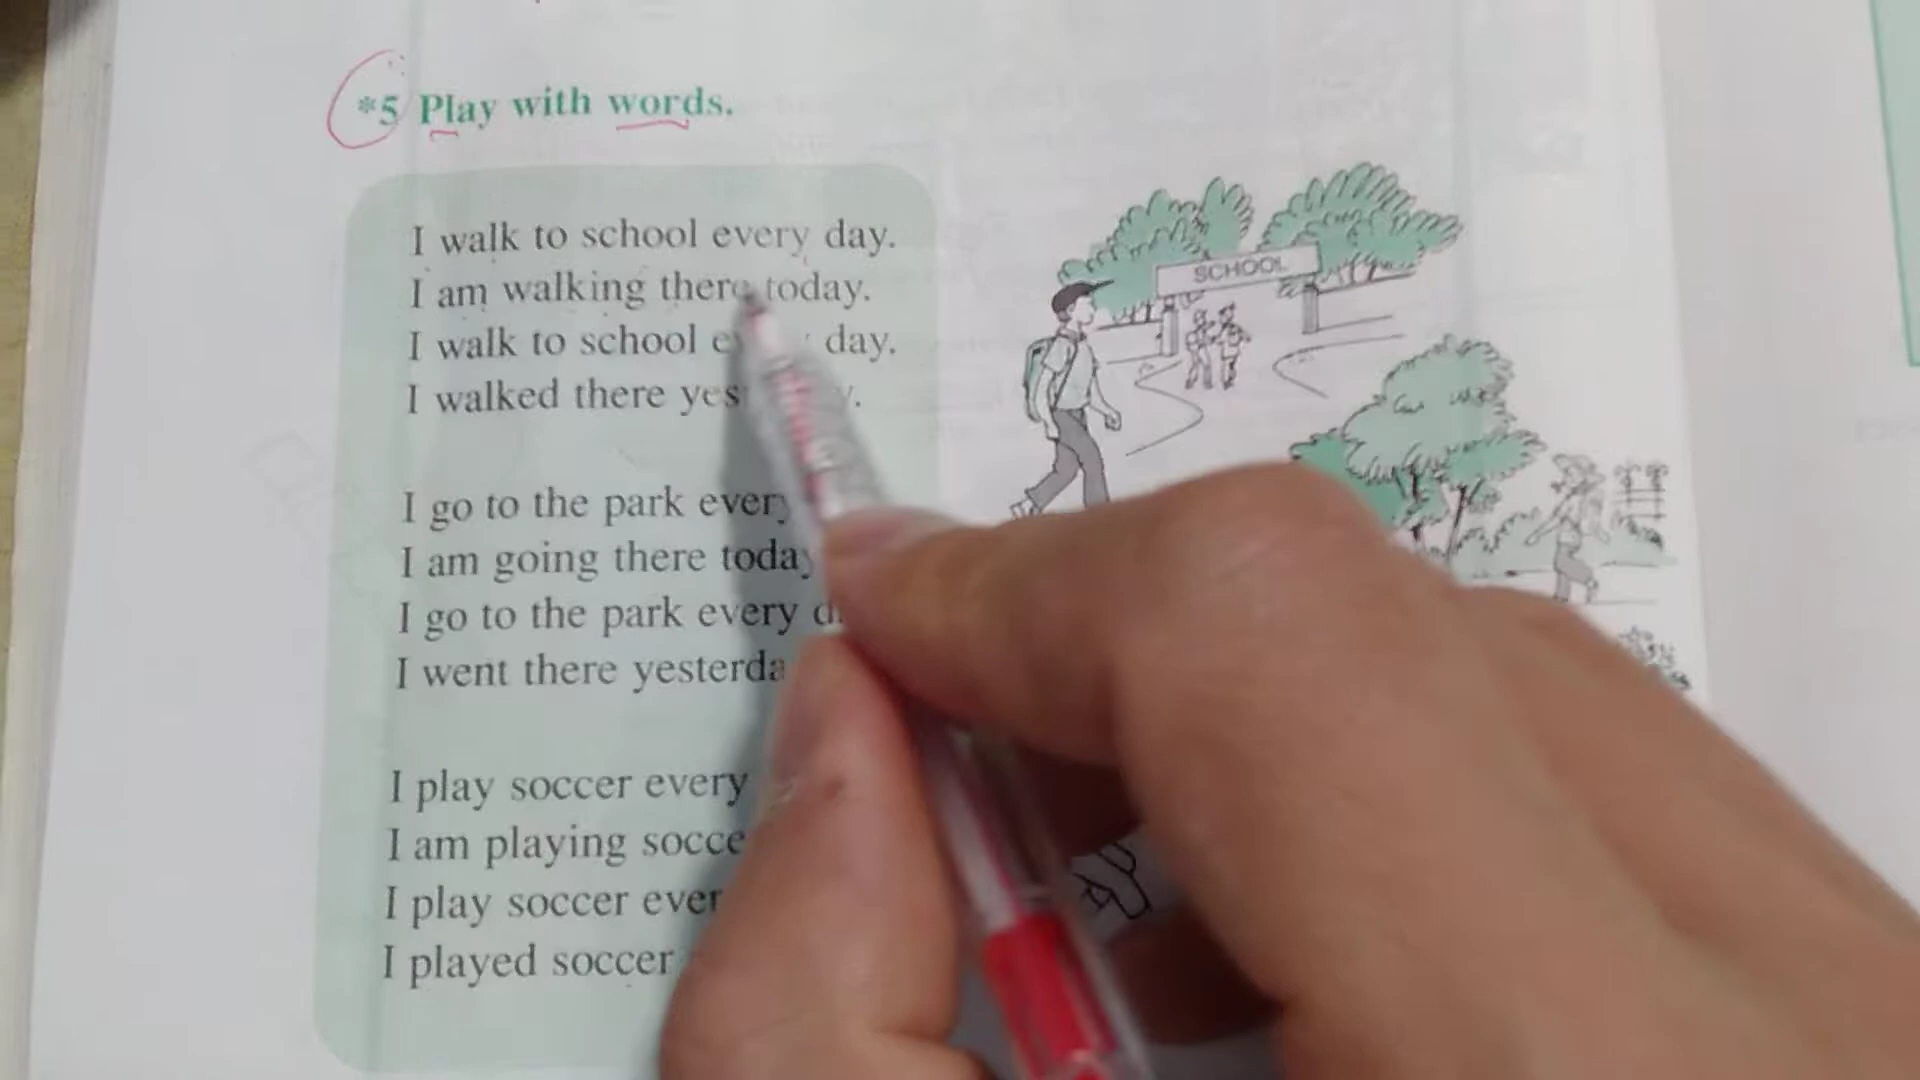 *5 Play with words.
I walk to school every day.
I am walking there today.
I walk to school day.
I walked there
SCHOOL
I go to the park every
I am going there today
I go to the park every
I went there
I play soccer every
I am playing
I play soccer
I played soccer